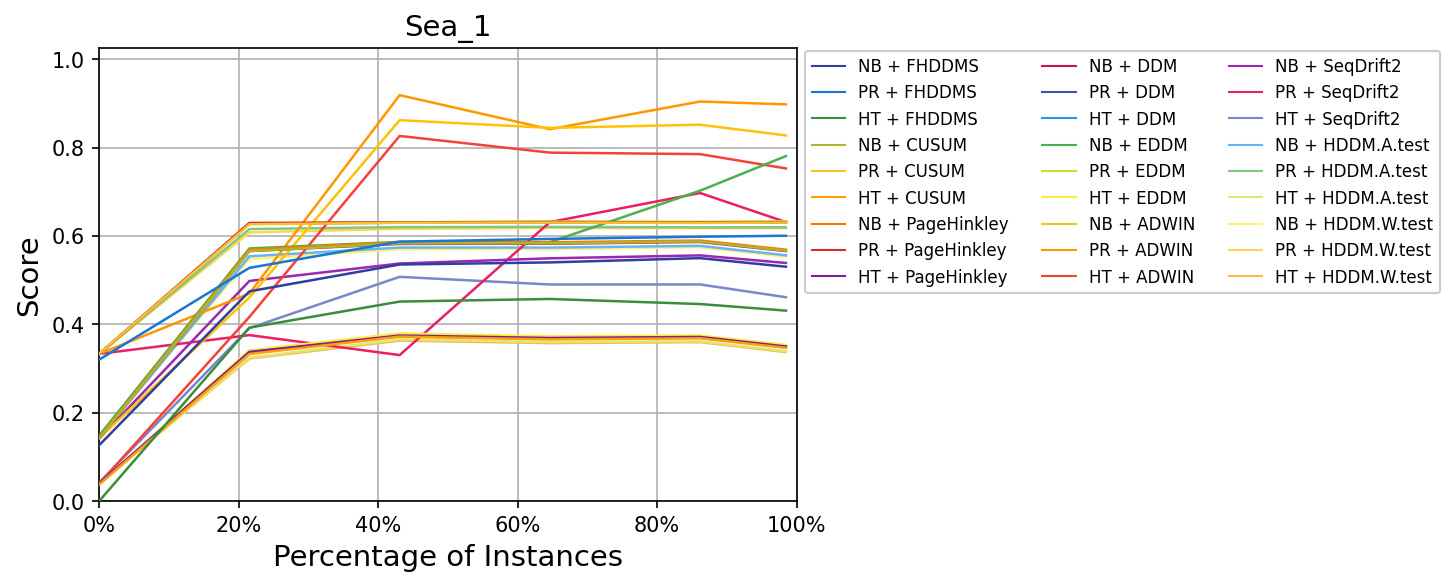 Sea_1
Score
1.0
0.8
0.6
0.4
0.2
0.0
0% 20% 40% 60% 80% 100%
Percentage of Instances
NB + FHDDMS
PR + FHDDMS
HT + FHDDMS
NB + CUSUM
PR + CUSUM
HT + CUSUM
NB + PageHinkley
PR + PageHinkley
HT + PageHinkley
NB + DDM
PR + DDM
HT + DDM
NB + EDDM
PR + EDDM
HT + EDDM
NB + ADWIN
PR + ADWIN
HT + ADWIN
NB + SeqDrift2
PR + SeqDrift2
HT + SeqDrift2
NB + HDDM.A.test
PR + HDDM.A.test
HT + HDDM.A.test
NB + HDDM.W.test
PR + HDDM.W.test
HT + HDDM.W.test